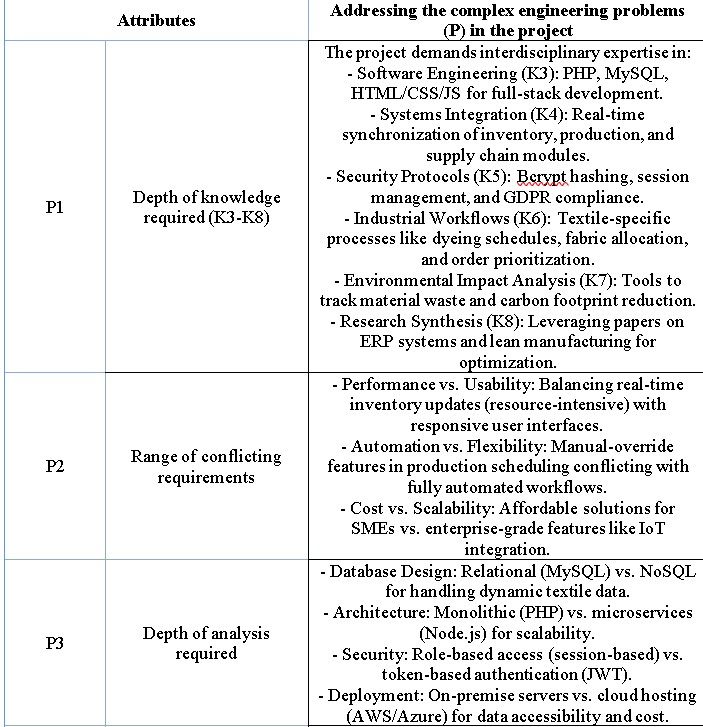 Attributes
Addressing the complex engineering problems
(P) in the project
P1
Depth of knowledge
required (K3-K8)
The project demands interdisciplinary expertise in:
- Software Engineering (K3): PHP, MySQL,
HTML/CSS/JS for full-stack development.
- Systems Integration (K4): Real-time
synchronization of inventory, production, and
supply chain modules.
- Security Protocols (K5): Bcrypt hashing, session
management, and GDPR compliance.
- Industrial Workflows (K6): Textile-specific
processes like dyeing schedules, fabric allocation,
and order prioritization.
- Environmental Impact Analysis (K7): Tools to
track material waste and carbon footprint reduction.
- Research Synthesis (K8): Leveraging papers on
ERP systems and lean manufacturing for
optimization.
P2
Range of conflicting
requirements
- Performance vs. Usability: Balancing real-time
inventory updates (resource-intensive) with
responsive user interfaces.
- Automation vs. Flexibility: Manual-override
features in production scheduling conflicting with
fully automated workflows.
- Cost vs. Scalability: Affordable solutions for
SMEs vs. enterprise-grade features like IoT
integration.
P3
Depth of analysis
required
- Database Design: Relational (MySQL) vs. NoSQL
for handling dynamic textile data.
- Architecture: Monolithic (PHP) vs. microservices
(Node.js) for scalability.
- Security: Role-based access (session-based) vs.
token-based authentication (JWT).
- Deployment: On-premise servers vs. cloud hosting
(AWS/Azure) for data accessibility and cost.